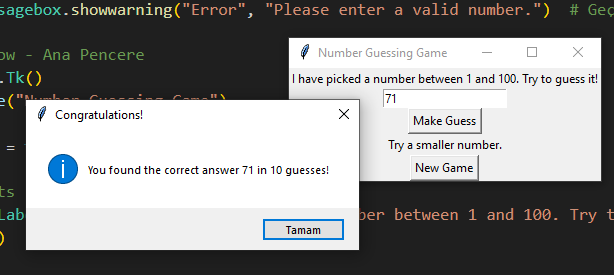 sagebox.showwarning("Error", "Please enter a valid number.")  # Geç
ow - Ana Pencere
.Tk()
e("Number Guessing Game")
= 
ts
Lab
ber between 1 and 100. Try t
)
Number Guessing Game
I have picked a number between 1 and 100. Try to guess it!
71
Make Guess
Try a smaller number.
New Game
Congratulations!
You found the correct answer 71 in 10 guesses!
Tamam